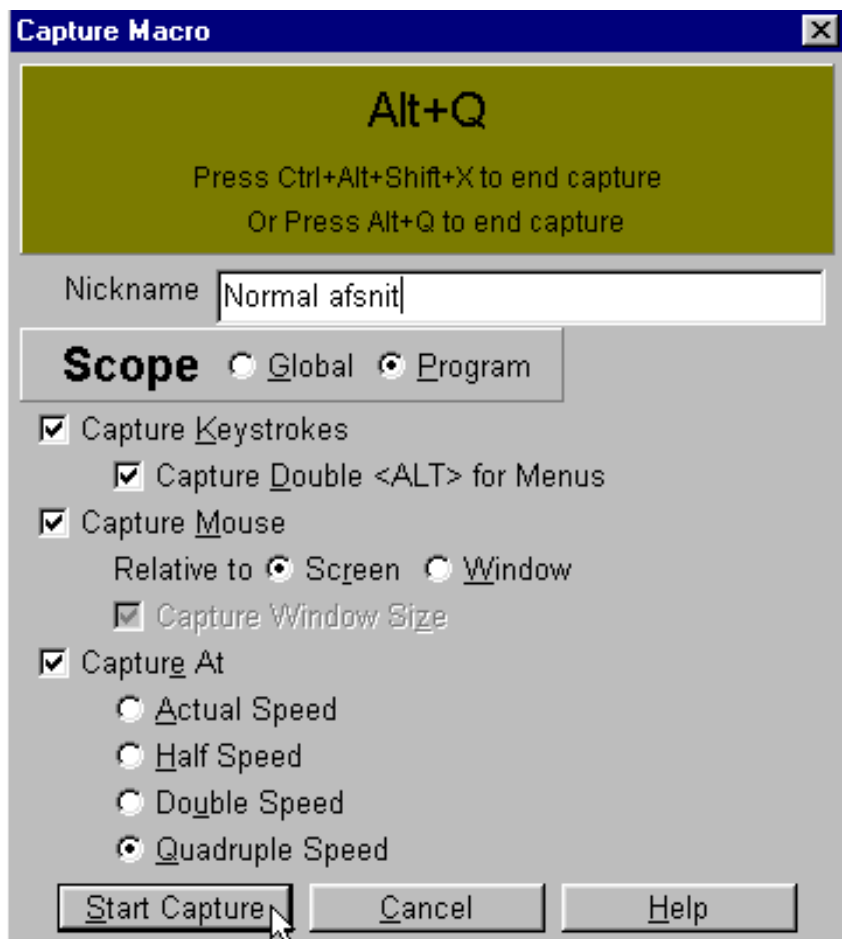 Capture Macro
Alt+Q
Press Ctrl+Alt+Shift+X to end capture
Or Press Alt+Q to end capture
Nickname Normal afsnit
Scope Global Program
Capture Keystrokes
Capture Double <ALT> for Menus
Capture Mouse
Relative to Screen Window
Capture Window Size
Capture At
Actual Speed
Half Speed
Double Speed
Quadruple Speed
Start Capture Cancel Help